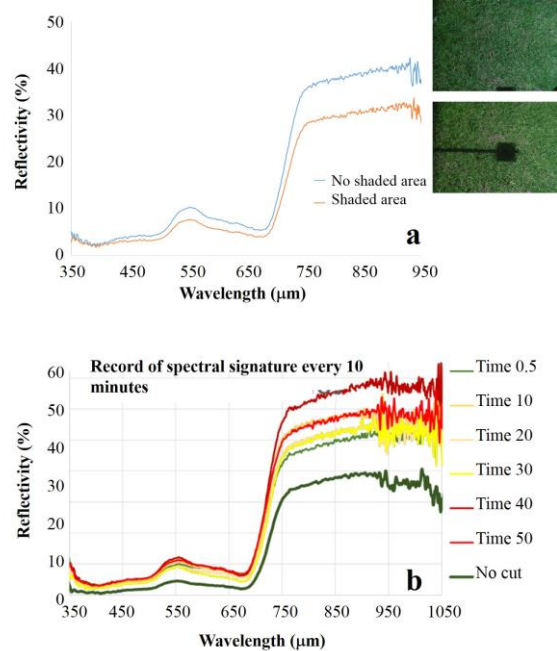 50
40
30
20
10
0
Reflectivity (%)
No shaded area
Shaded area
a
350 450 550 650 750 850 950
Wavelength (μm)
Record of spectral signature every 10
minutes
60
50
40
30
20
10
0
Reflectivity (%)
b
350 450 550 650 750 850 950 1050
Wavelength (μm)
Time 0.5
Time 10
Time 20
Time 30
Time 40
Time 50
No cut